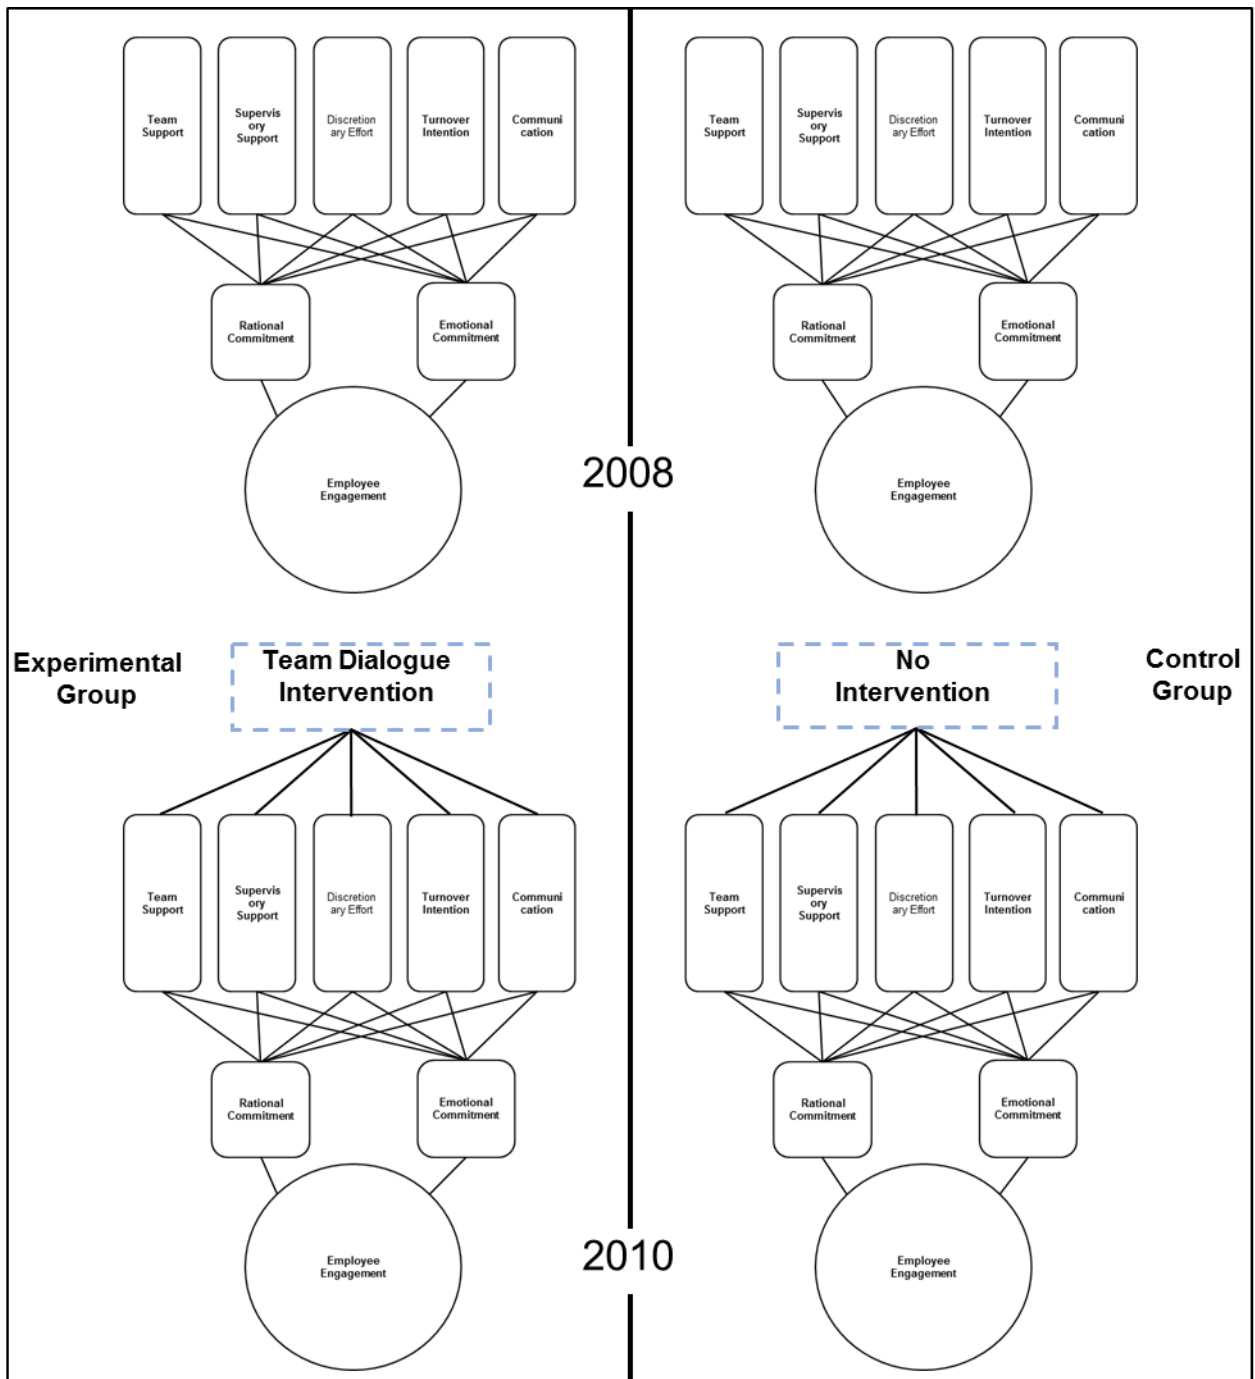 Team
Support
Supervis
ory
Support
Discretion
ary Effort
Turnover
Intention
Communi
cation
Rational
Commitment
Emotional
Commitment
Employee
Engagement
Team
Support
Supervis
ory
Support
Discretion
ary Effort
Turnover
Intention
Communi
cation
Rational
Commitment
Emotional
Commitment
Employee
Engagement
2008
Experimental
Group
Team Dialogue
Intervention
No
Intervention
Control
Group
Team
Support
Supervis
ory
Support
Discretion
ary Effort
Turnover
Intention
Communi
cation
Rational
Commitment
Emotional
Commitment
Employee
Engagement
Team
Support
Supervis
ory
Support
Discretion
ary Effort
Turnover
Intention
Communi
cation
Rational
Commitment
Emotional
Commitment
Employee
Engagement
2010